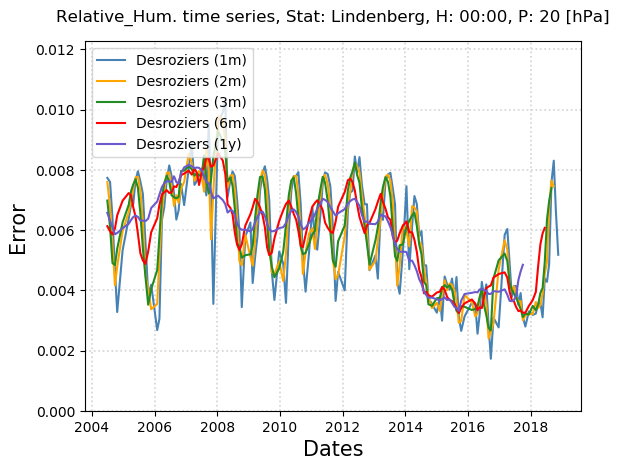 Relative_Hum. time series, Stat: Lindenberg, H: 00:00, P: 20 [hPa]
0.012
0.010
0.008
0.006
0.004
0.002
0.000
Error
Desroziers (1m)
Desroziers (2m)
Desroziers (3m)
Desroziers (6m)
Desroziers (1y)
2004 2006 2008 2010 2012 2014 2016 2018
Dates